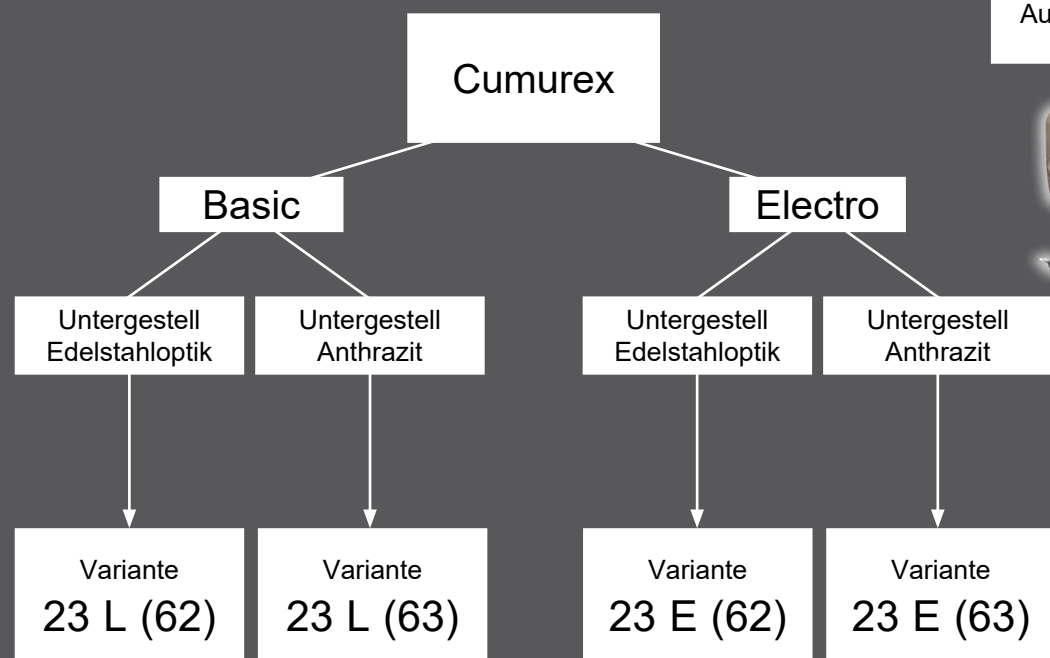 Cumurex
Au
Basic
Electro
Untergestell
Edelstahloptik
Untergestell
Anthrazit
Untergestell
Edelstahloptik
Untergestell
Anthrazit
Variante
23 L (62)
Variante
23 L (63)
Variante
23 E (62)
Variante
23 E (63)